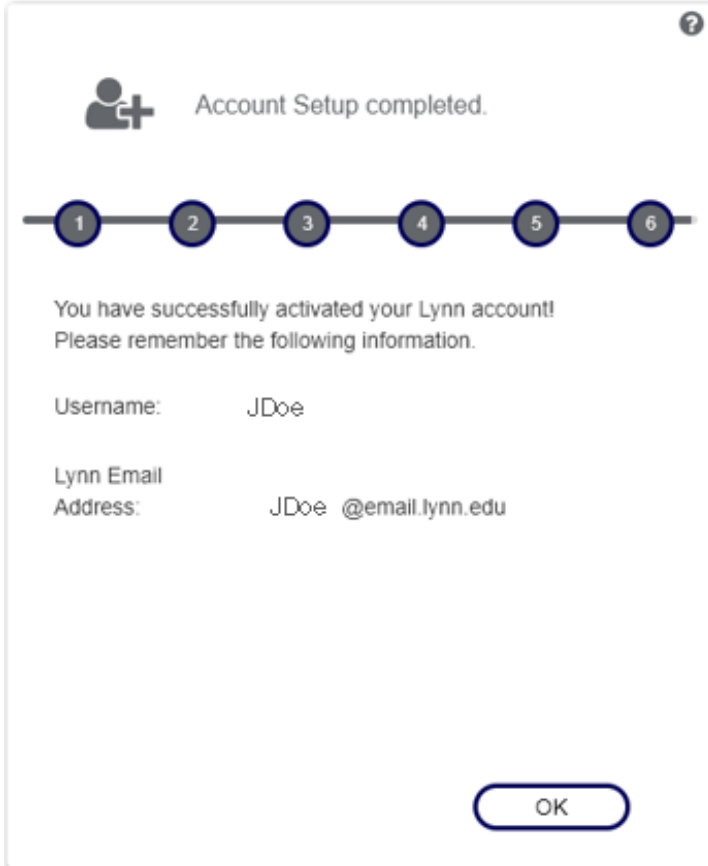 ?
Account Setup completed.
1 2 3 4 5 6
You have successfully activated your Lynn account!
Please remember the following information.
Username: JDoe
Lynn Email
Address: JDoe @email.lynn.edu
OK